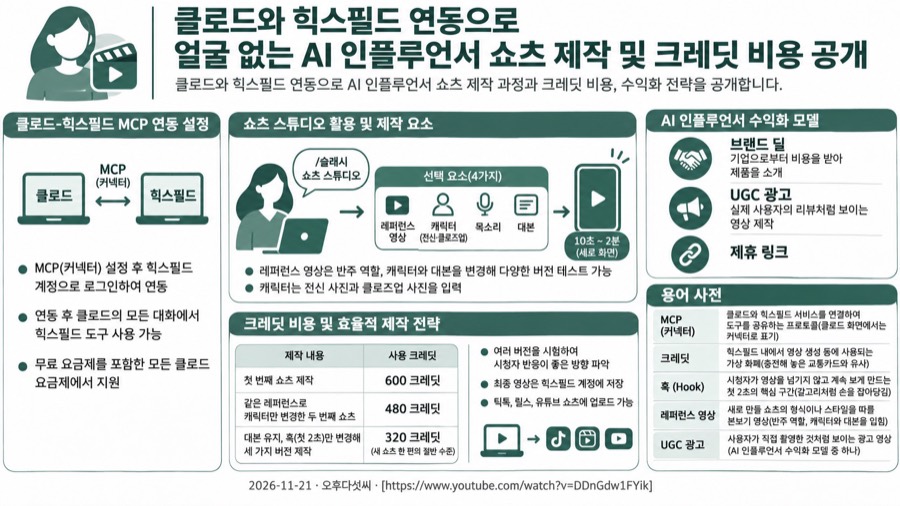 클로드와 힉스필드 연동으로
얼굴 없는 AI 인플루언서 쇼츠 제작 및 크레딧 비용 공개
클로드와 힉스필드 연동으로 AI 인플루언서 쇼츠 제작 과정과 크레딧 비용, 수익화 전략을 공개합니다.
클로드-힉스필드 MCP 연동 설정
클로드
MCP
(커넥터)
힉스필드
MCP(커넥터) 설정 후 힉스필드
계정으로 로그인하여 연동
연동 후 클로드의 모든 대화에서
힉스필드 도구 사용 가능
무료 요금제를 포함한 모든 클로드
요금제에서 지원
쇼츠 스튜디오 활용 및 제작 요소
/슬래시
쇼츠 스튜디오
선택 요소(4가지)
레퍼런스
영상
캐릭터
(전신·클로즈업)
목소리
대본
10초 ~ 2분
(세로 화면)
레퍼런스 영상은 반주 역할, 캐릭터와 대본을 변경해 다양한 버전 테스트 가능
캐릭터는 전신 사진과 클로즈업 사진을 입력
크레딧 비용 및 효율적 제작 전략
제작 내용
사용 크레딧
첫 번째 쇼츠 제작
600 크레딧
같은 레퍼런스로
캐릭터만 변경한 두 번째 쇼츠
480 크레딧
대본 유지, 훅(첫 2초)만 변경해
세 가지 버전 제작
320 크레딧
(새 쇼츠 한 편의 절반 수준)
여러 버전을 시험하여
시청자 반응이 좋은 방향 파악
최종 영상은 힉스필드 계정에 저장
틱톡, 릴스, 유튜브 쇼츠에 업로드 가능
AI 인플루언서 수익화 모델
브랜드 딜
기업으로부터 비용을 받아
제품을 소개
UGC 광고
실제 사용자의 리뷰처럼 보이는
영상 제작
제휴 링크
용어 사전
MCP
(커넥터)
클로드와 힉스필드 서비스를 연결하여
도구를 공유하는 프로토콜(클로드 화면에서는
커넥터로 표기)
크레딧
힉스필드 내에서 영상 생성 등에 사용되는
가상 화폐(충전해 놓은 교통카드와 유사)
훅 (Hook)
시청자가 영상을 넘기지 않고 계속 보게 만드는
첫 2초의 핵심 구간(갈고리처럼 손을 잡아당김)
레퍼런스 영상
새로 만들 쇼츠의 형식이나 스타일을 따를
본보기 영상(반주 역할, 캐릭터와 대본을 입힘)
UGC 광고
사용자가 직접 촬영한 것처럼 보이는 광고 영상
(AI 인플루언서 수익화 모델 중 하나)
2026-11-21 · 오후다섯씨 · [https://www.youtube.com/watch?v=DDnGdw1FYik]